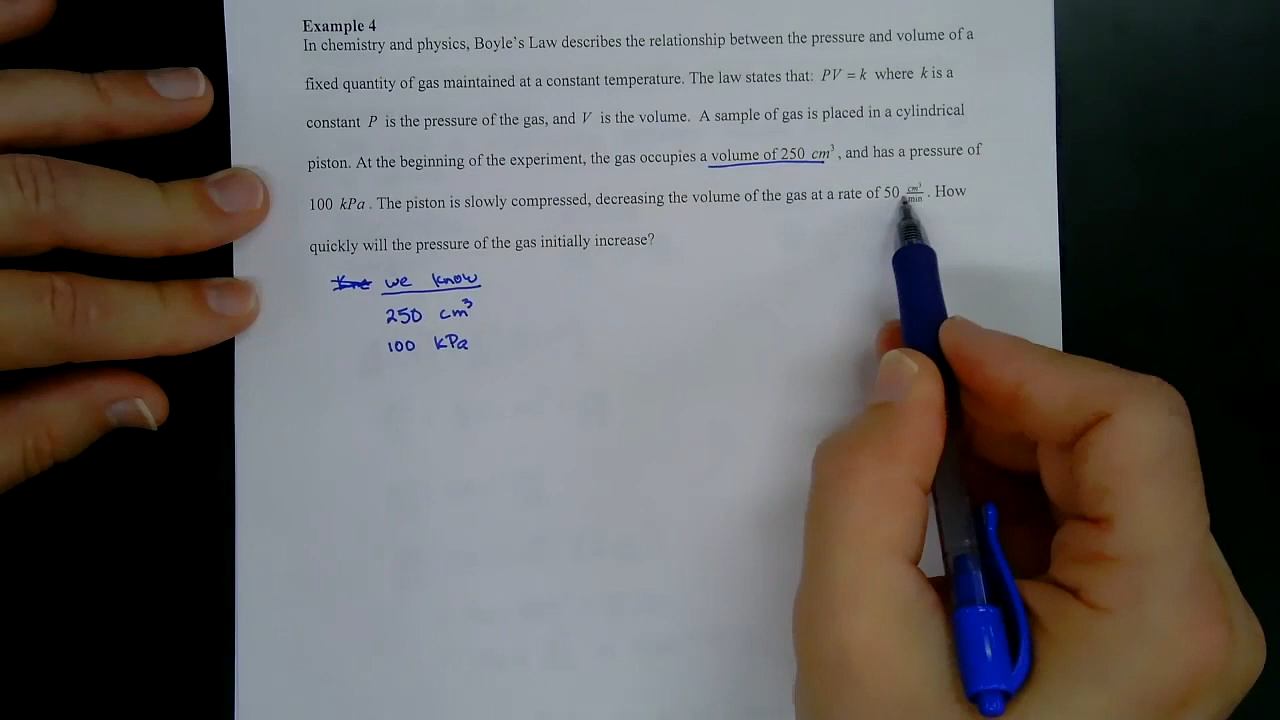 Example 4
In chemistry and physics, Boyle's Law describes the relationship between the pressure and volume of a
fixed quantity of gas maintained at a constant temperature. The law states that: PV = k where k is a
constant P is the pressure of the gas, and V is the volume. A sample of gas is placed in a cylindrical
piston. At the beginning of the experiment, the gas occupies a volume of 250 cm³, and has a pressure of
100 kPa. The piston is slowly compressed, decreasing the volume of the gas at a rate of 50 cm³/min. How
quickly will the pressure of the gas initially increase?
we know
250 cm³
100 kPa